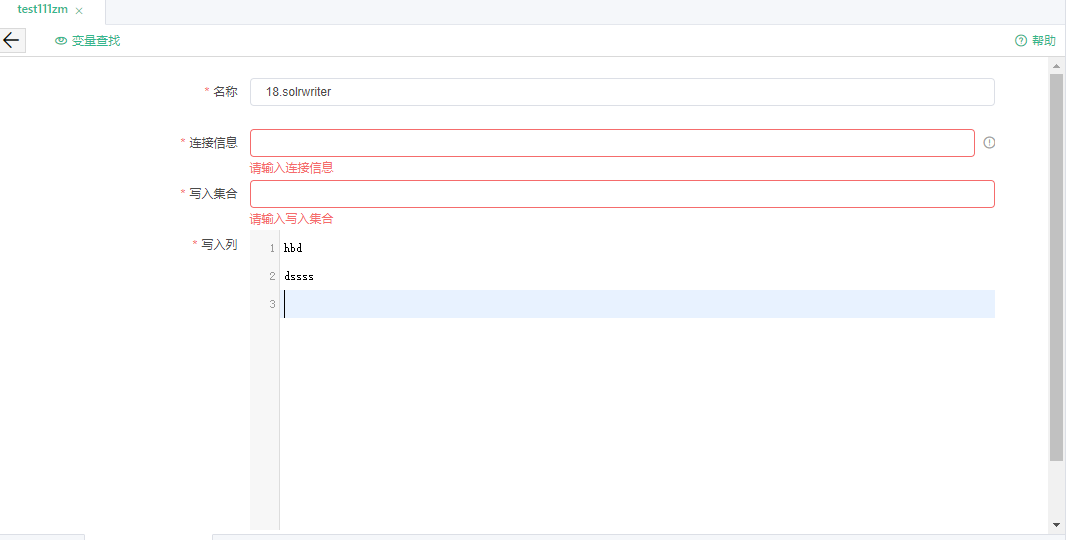 test111zm
变量查找
帮助
* 名称
18.solrwriter
* 连接信息
请输入连接信息
* 写入集合
请输入写入集合
* 写入列
1 hbd
2 dssss
3